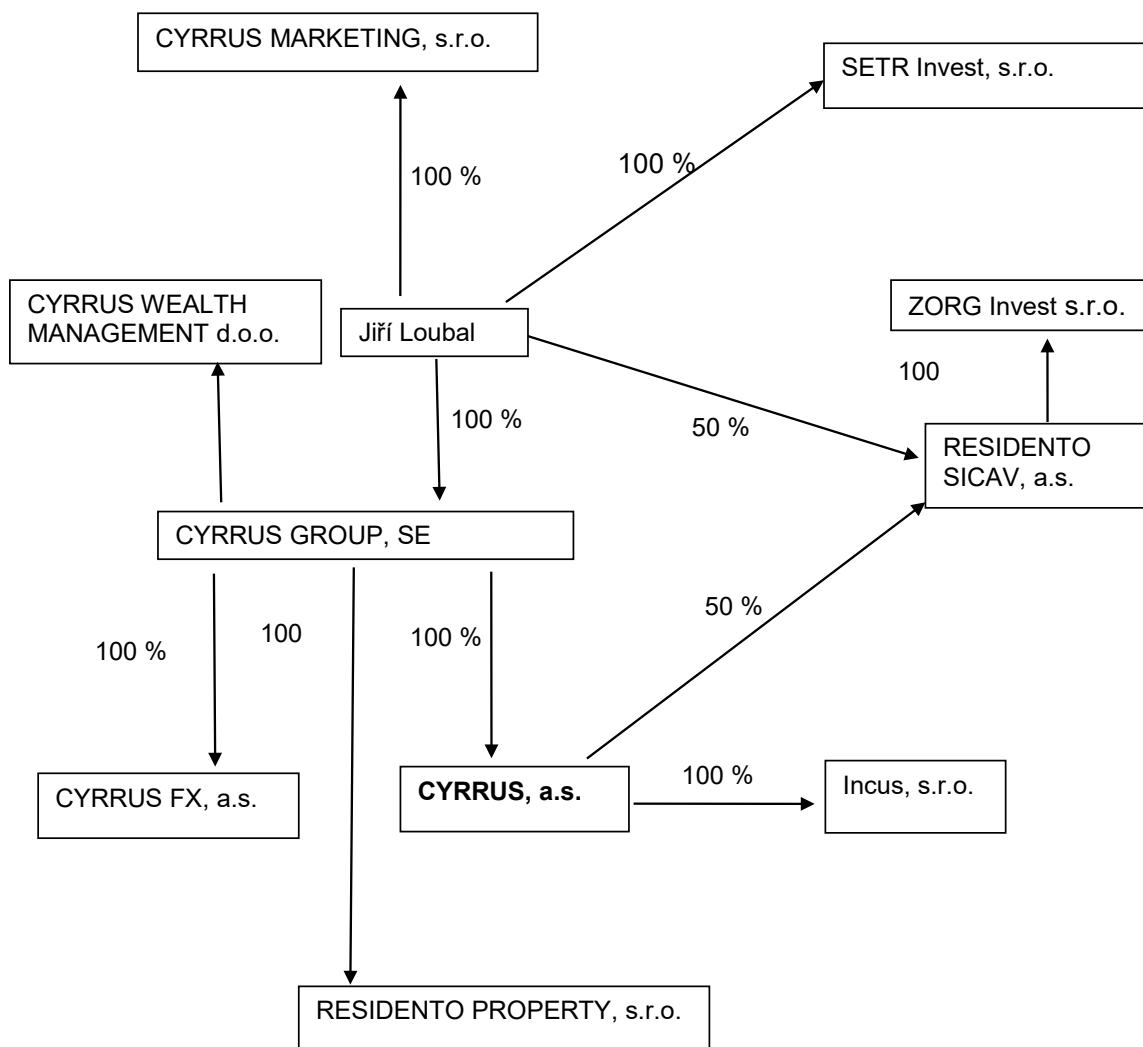 CYRRUS MARKETING, s.r.o.
SETR Invest, s.r.o.
100 %
100 %
CYRRUS WEALTH
MANAGEMENT d.o.o.
Jiří Loubal
ZORG Invest s.r.o.
100
100 %
50 %
RESIDENTO
SICAV, a.s.
CYRRUS GROUP, SE
50 %
100 %
100
100 %
CYRRUS FX, a.s.
CYRRUS, a.s.
100 %
Incus, s.r.o.
RESIDENTO PROPERTY, s.r.o.